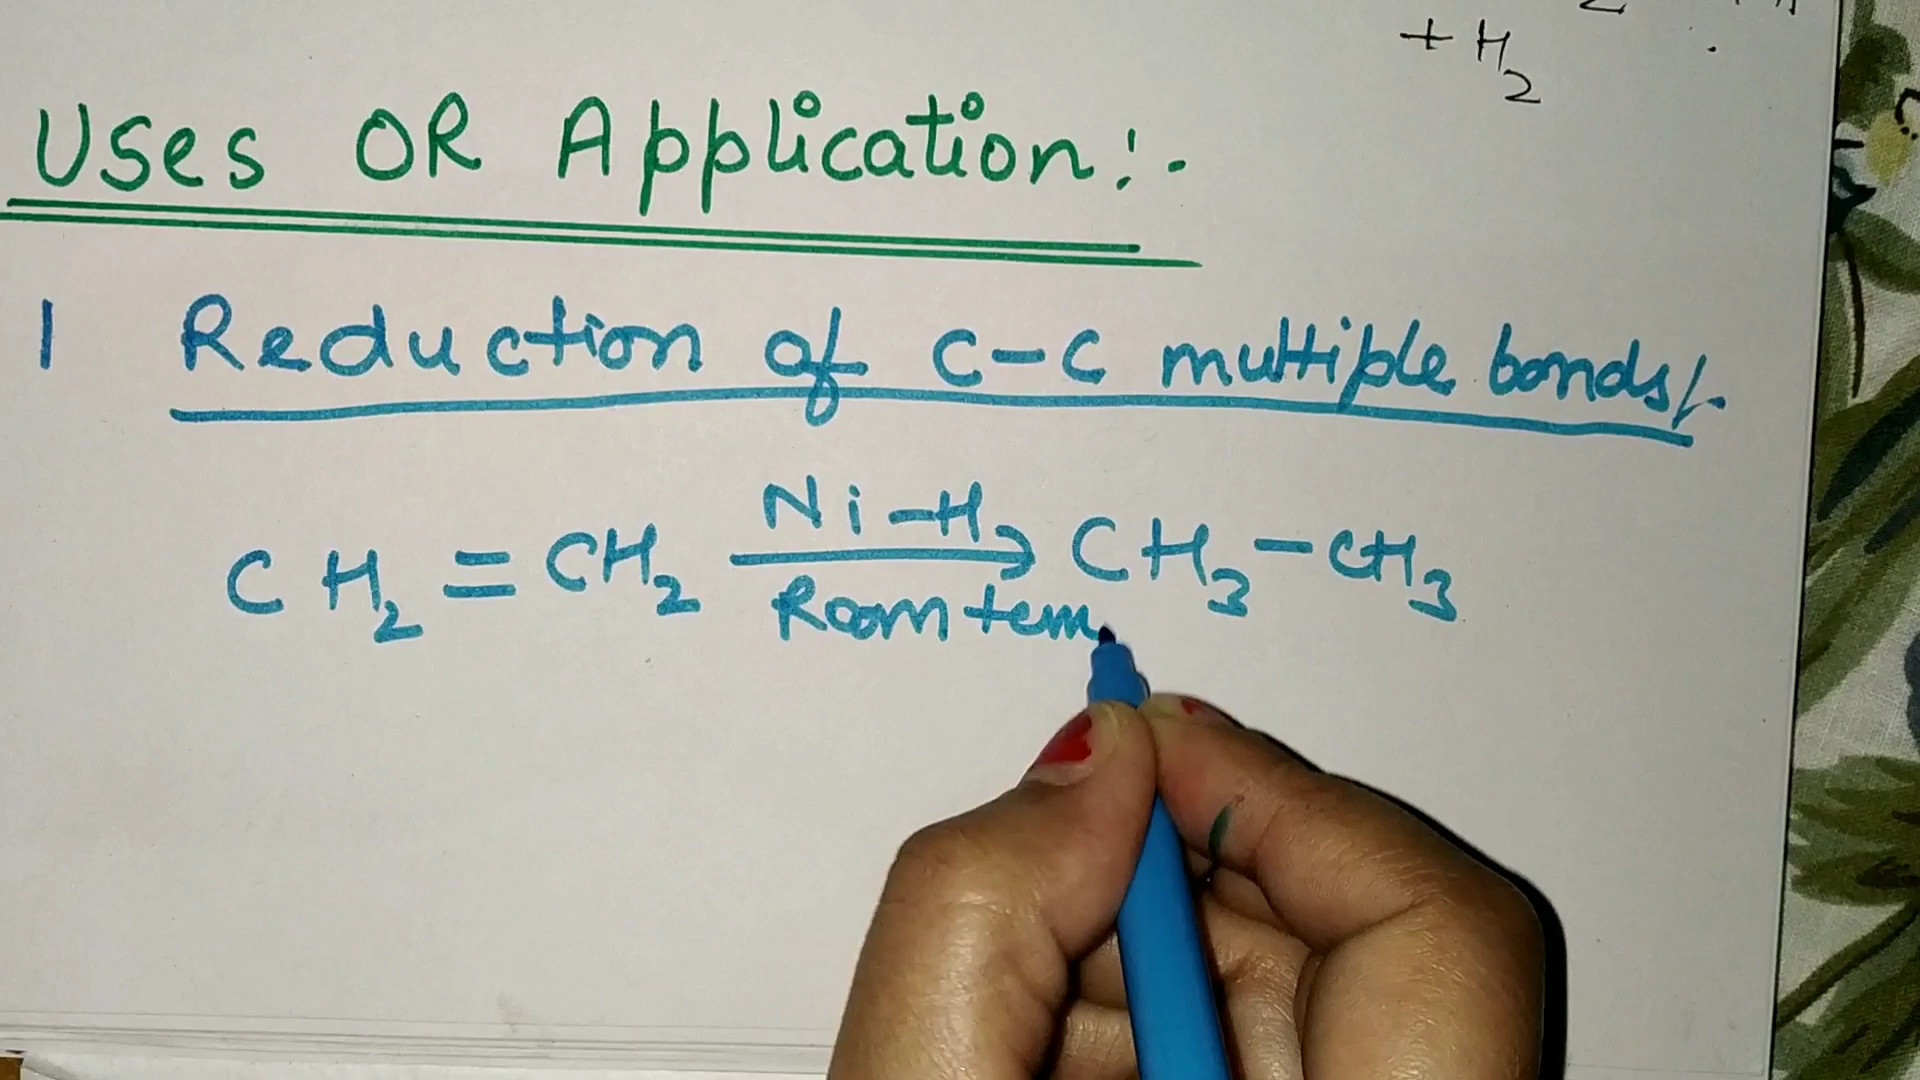 + H2
Uses OR Application:-
1 Reduction of C-C multiple bonds:-
CH2=CH2 Ni-H2 CH3-CH3
Room tem